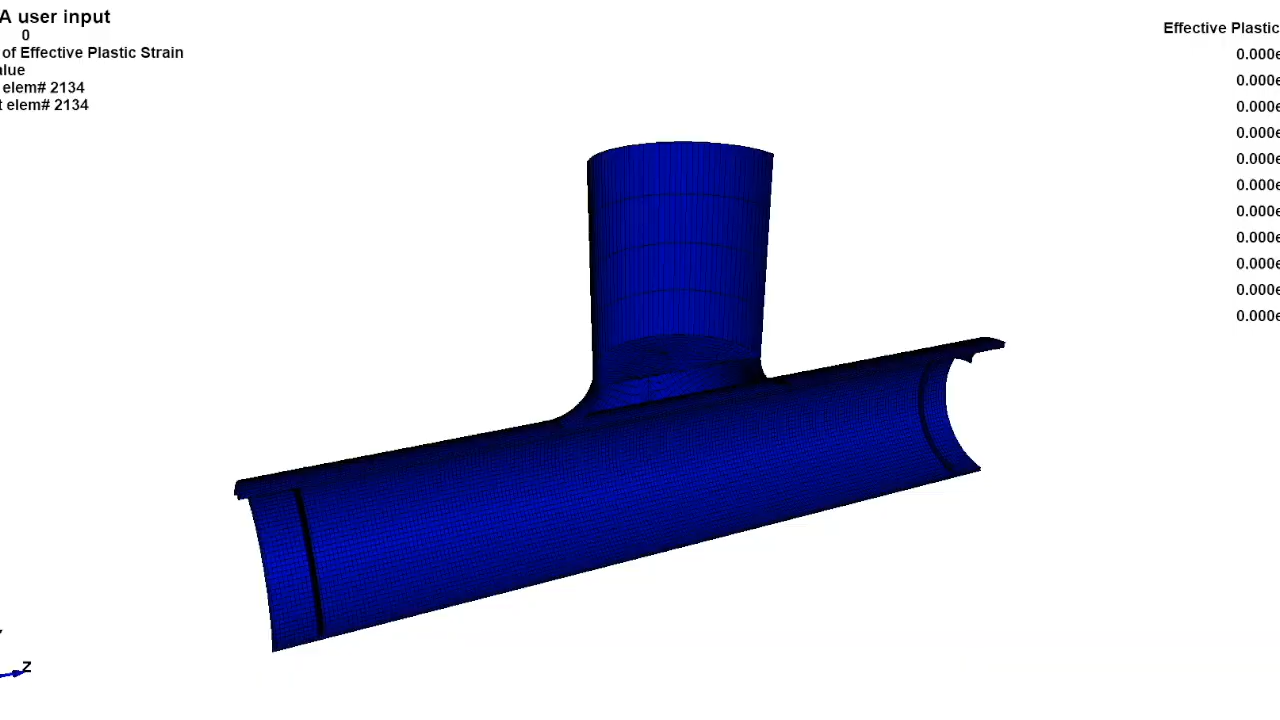 A user input
0
of Effective Plastic Strain
alue
elem# 2134
t elem# 2134
Effective Plastic
0.000e
0.000e
0.000e
0.000e
0.000e
0.000e
0.000e
0.000e
0.000e
0.000e
0.000e
Z